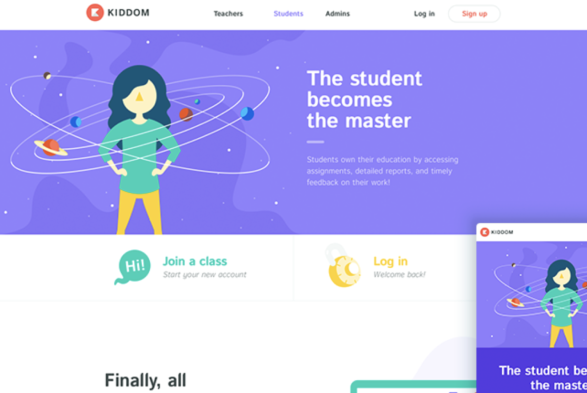 KIDDOM
Teachers Students Admins Log in Sign up
The student
becomes
the master
Students own their education by accessing
assignments, detailed reports, and timely
feedback on their work!
Hi! Join a class
Start your new account
Log in
Welcome back!
Finally, all
KIDDOM
The student be
the maste